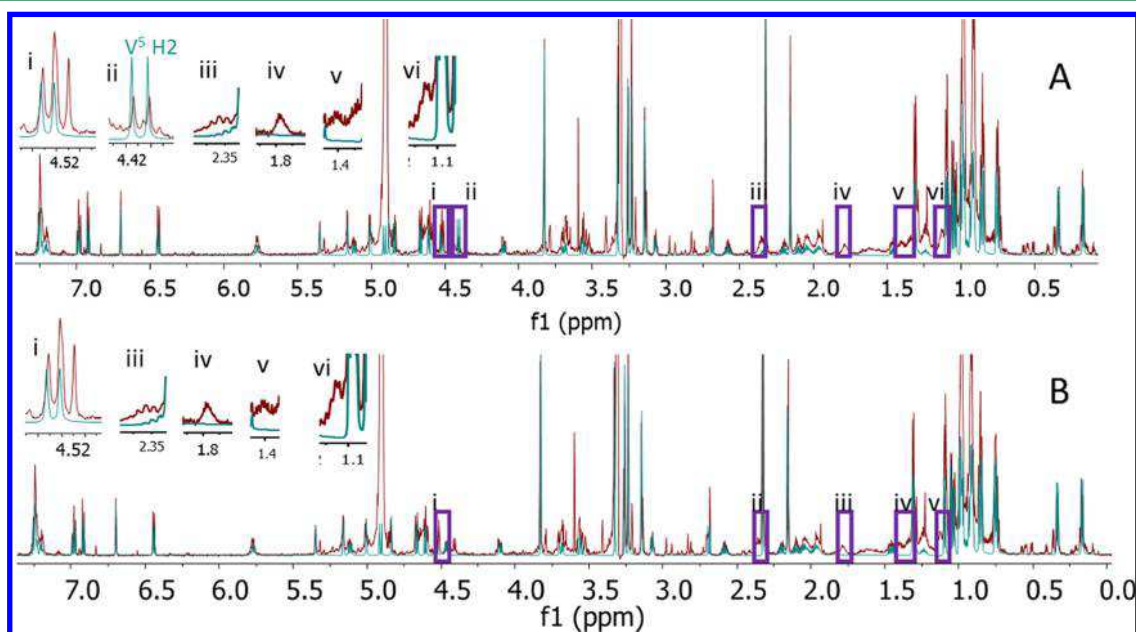 V⁵ H2
i ii iii iv v vi
A
4.52 4.42 2.35 1.8 1.4 1.1
i ii iii iv v vi
7.0 6.5 6.0 5.5 5.0 4.5 4.0 3.5 3.0 2.5 2.0 1.5 1.0 0.5
f1 (ppm)
i iii iv v vi
B
4.52 2.35 1.8 1.4 1.1
i ii iii iv v
7.0 6.5 6.0 5.5 5.0 4.5 4.0 3.5 3.0 2.5 2.0 1.5 1.0 0.5 0.0
f1 (ppm)